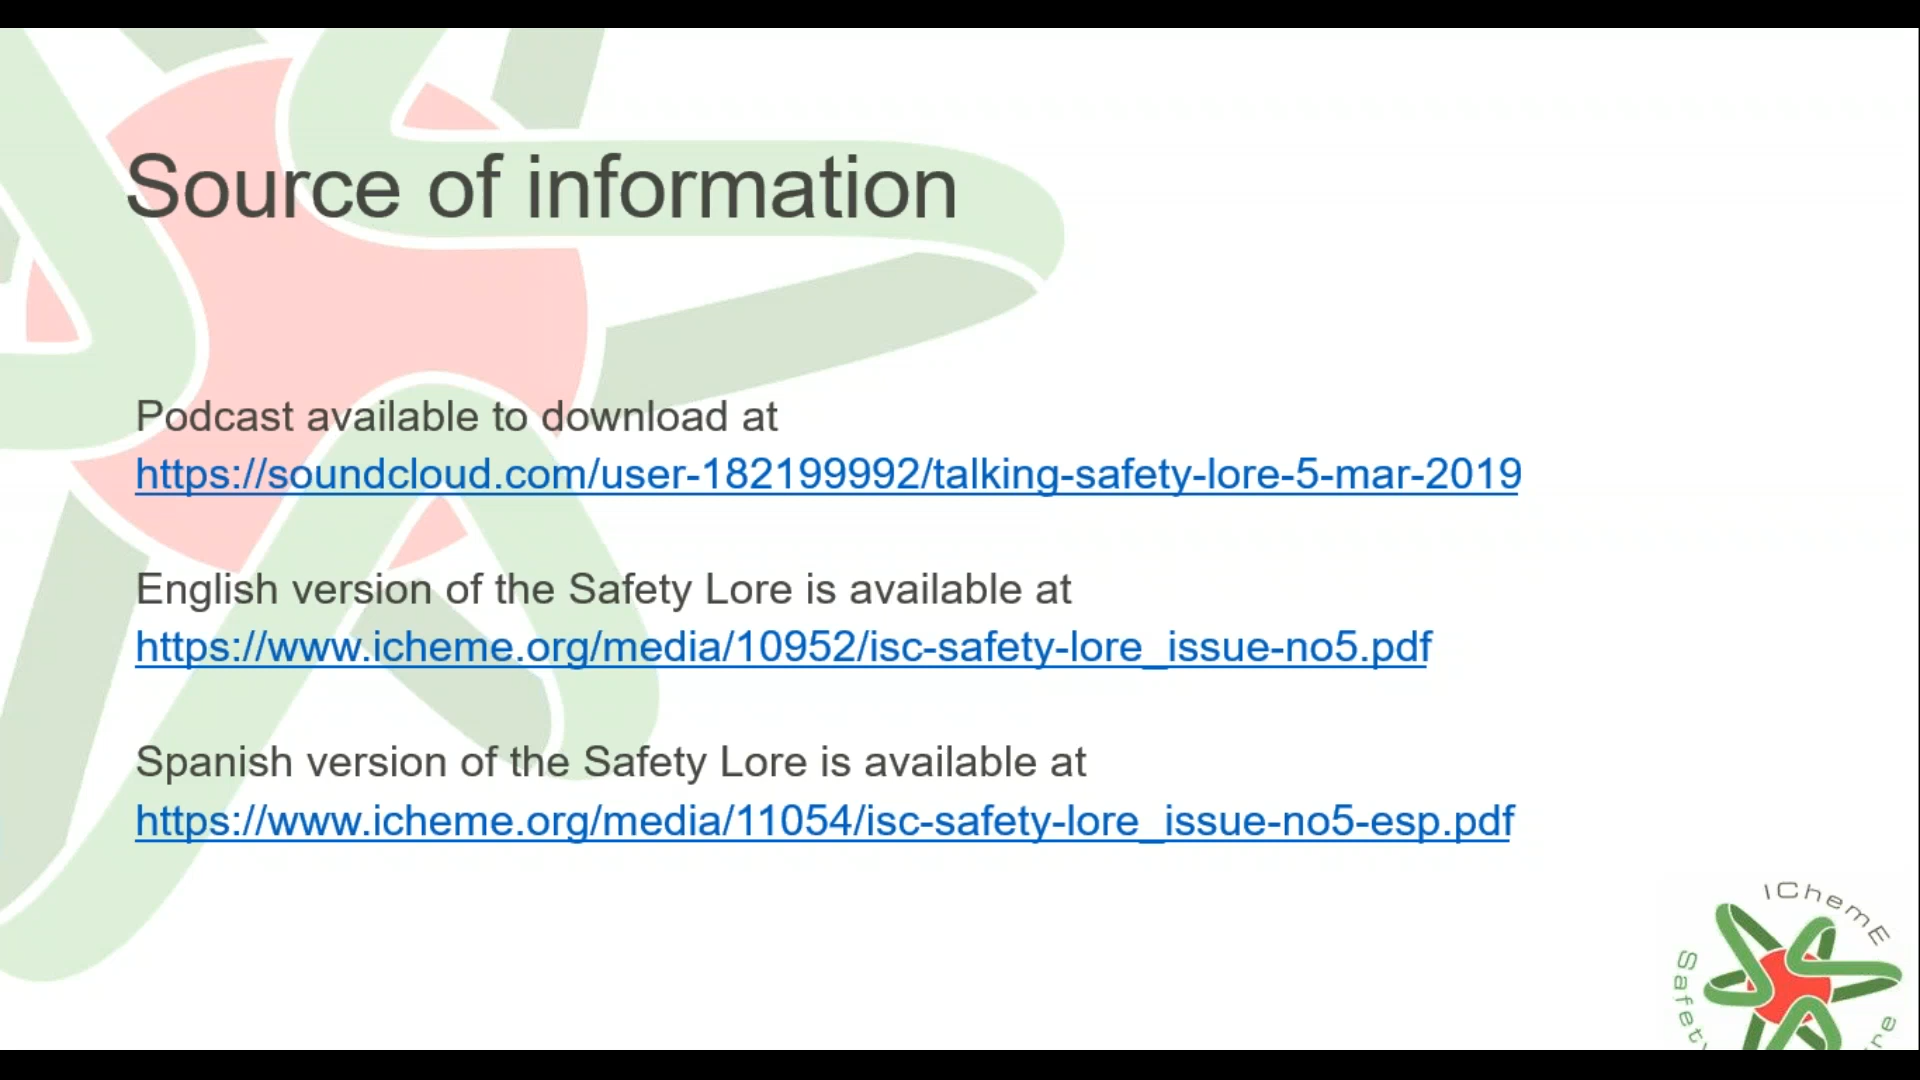 Source of information
Podcast available to download at
https://soundcloud.com/user-182199992/talking-safety-lore-5-mar-2019
English version of the Safety Lore is available at
https://www.icheme.org/media/10952/isc-safety-lore_issue-no5.pdf
Spanish version of the Safety Lore is available at
https://www.icheme.org/media/11054/isc-safety-lore_issue-no5-esp.pdf
IChemE
Safety